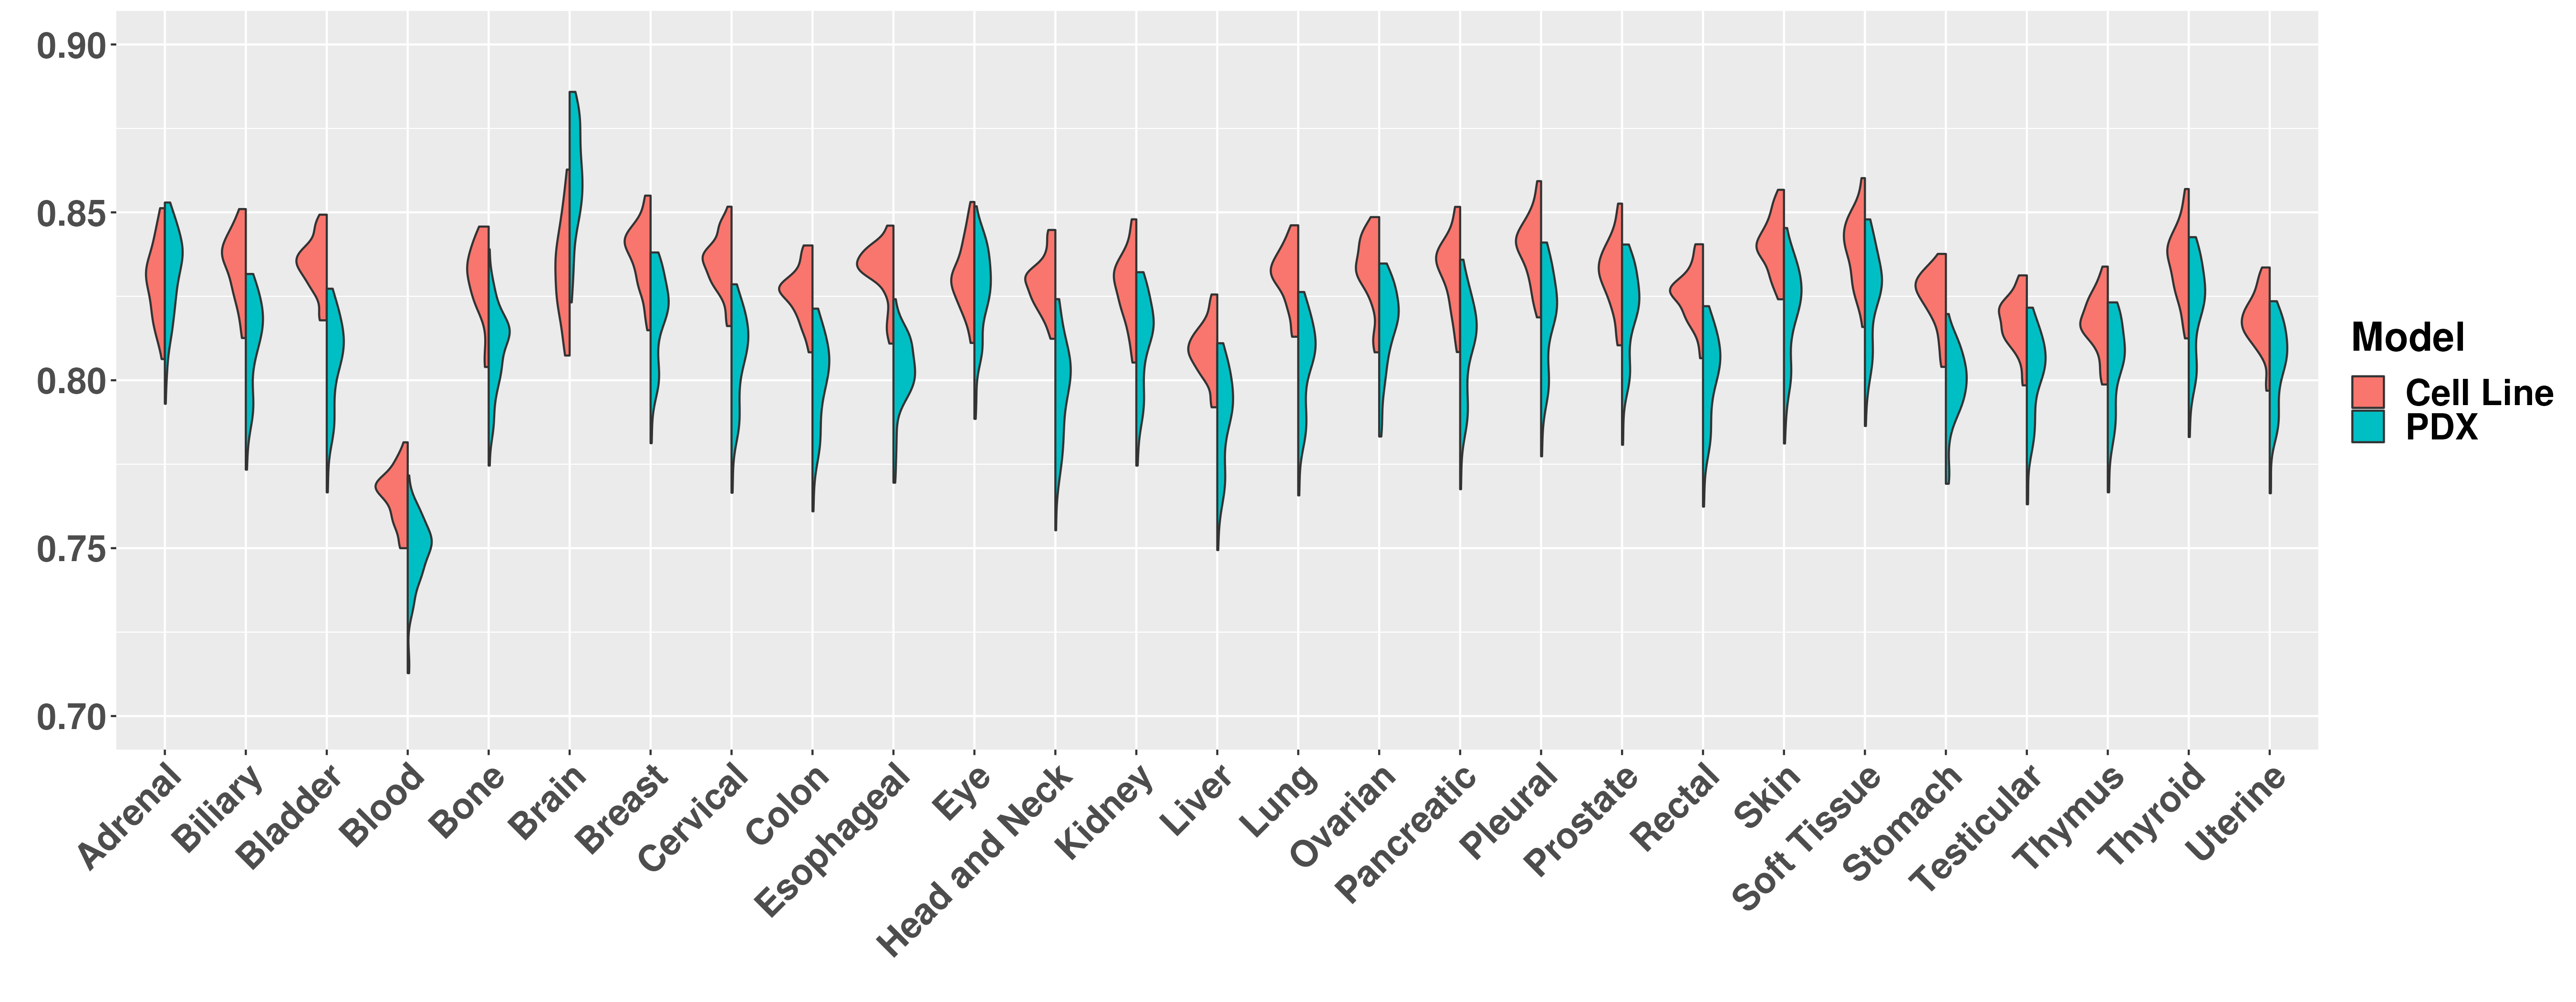 0.90
0.85
0.80
0.75
0.70
Adrenal
Biliary
Bladder
Blood
Bone
Brain
Breast
Cervical
Colon
Esophageal
Eye
Head and Neck
Kidney
Liver
Lung
Ovarian
Pancreatic
Pleural
Prostate
Rectal
Skin
Soft Tissue
Stomach
Testicular
Thymus
Thyroid
Uterine
Model
Cell Line
PDX